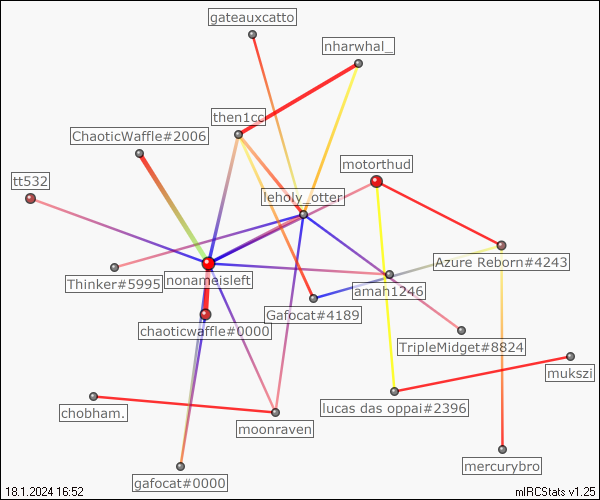 gateauxcatto
nharwhal_
then1cc
ChaoticWaffle#2006
motorthud
tt532
leholy_otter
Azure Reborn#4243
Thinker#5995
nonameisleft
amah1246
Gafocat#4189
chaoticwaffle#0000
TripleMidget#8824
mukszi
chobham.
lucas das oppai#2396
moonraven
mercurybro
gafocat#0000
18.1.2024 16:52
mIRCStats v1.25